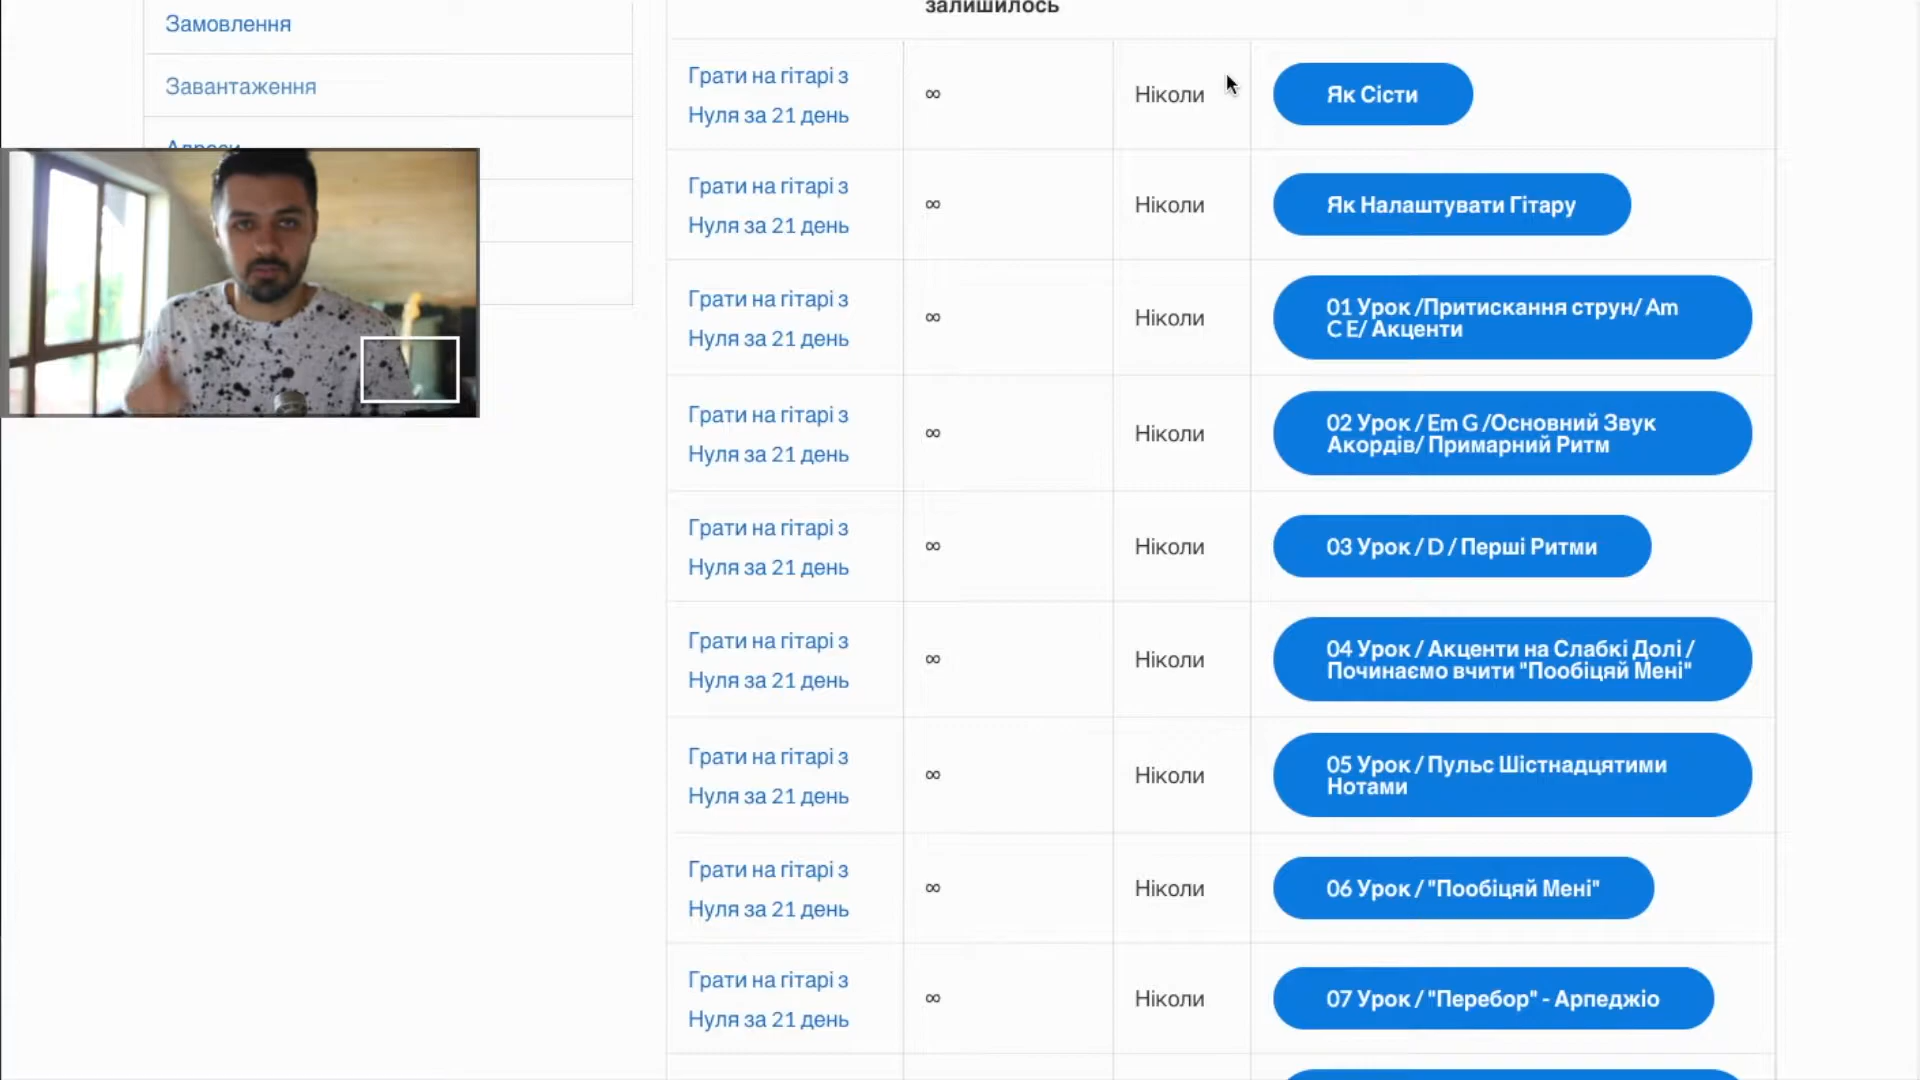 залишилось
Замовлення
Завантаження
Адреси
Грати на гітарі з
Нуля за 21 день
∞
Ніколи
Як Сісти
Грати на гітарі з
Нуля за 21 день
∞
Ніколи
Як Налаштувати Гітару
Грати на гітарі з
Нуля за 21 день
∞
Ніколи
01 Урок /Притискання струн/ Am
C E/ Акценти
Грати на гітарі з
Нуля за 21 день
∞
Ніколи
02 Урок / Em G /Основний Звук
Акордів/ Примарний Ритм
Грати на гітарі з
Нуля за 21 день
∞
Ніколи
03 Урок / D / Перші Ритми
Грати на гітарі з
Нуля за 21 день
∞
Ніколи
04 Урок / Акценти на Слабкі Долі /
Починаємо вчити "Пообіцяй Мені"
Грати на гітарі з
Нуля за 21 день
∞
Ніколи
05 Урок / Пульс Шістнадцятими
Нотами
Грати на гітарі з
Нуля за 21 день
∞
Ніколи
06 Урок / "Пообіцяй Мені"
Грати на гітарі з
Нуля за 21 день
∞
Ніколи
07 Урок / "Перебор" - Арпеджіо